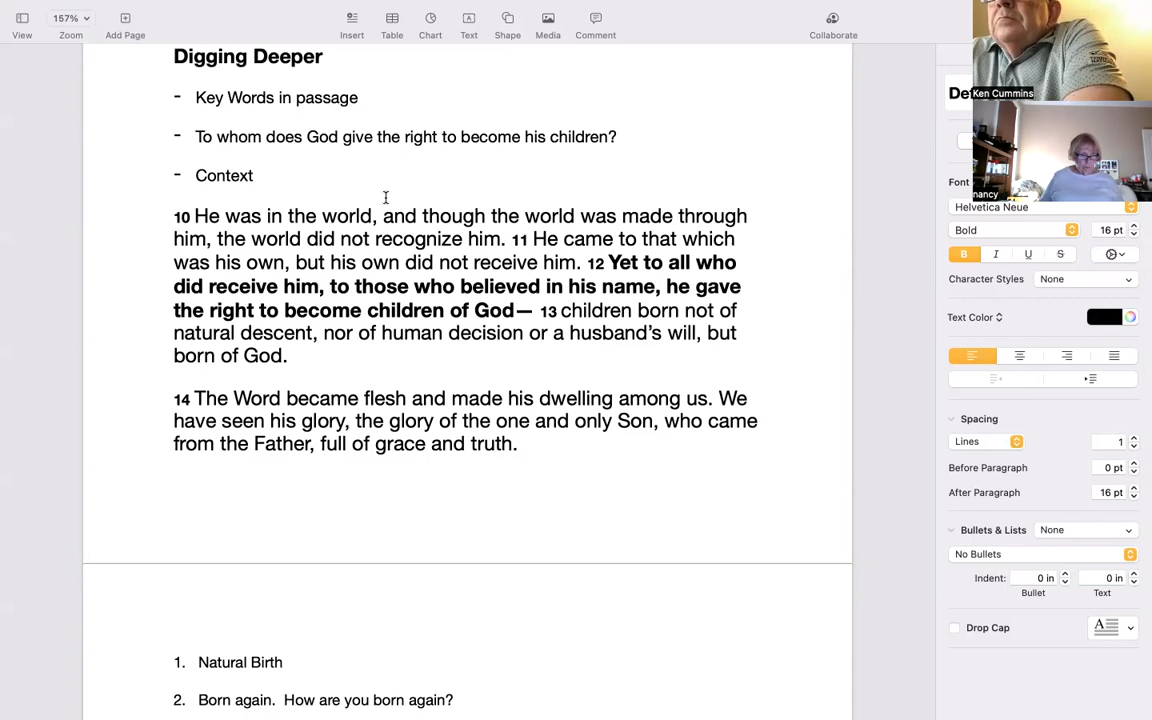 157%
View
Zoom
Add Page
Insert
Table
Chart
Text
Shape
Media
Comment
Collaborate
Digging Deeper
- Key Words in passage
- To whom does God give the right to become his children?
- Context
10 He was in the world, and though the world was made through
him, the world did not recognize him. 11 He came to that which
was his own, but his own did not receive him. 12 Yet to all who
did receive him, to those who believed in his name, he gave
the right to become children of God— 13 children born not of
natural descent, nor of human decision or a husband's will, but
born of God.
14 The Word became flesh and made his dwelling among us. We
have seen his glory, the glory of the one and only Son, who came
from the Father, full of grace and truth.
1. Natural Birth
2. Born again. How are you born again?
Ken Cummins
nancy
Font
Helvetica Neue
Bold
16 pt
B I U S
Character Styles
None
Text Color
Spacing
Lines
1
Before Paragraph
0 pt
After Paragraph
16 pt
Bullets & Lists
None
No Bullets
Indent:
0 in
0 in
Bullet
Text
Drop Cap
A